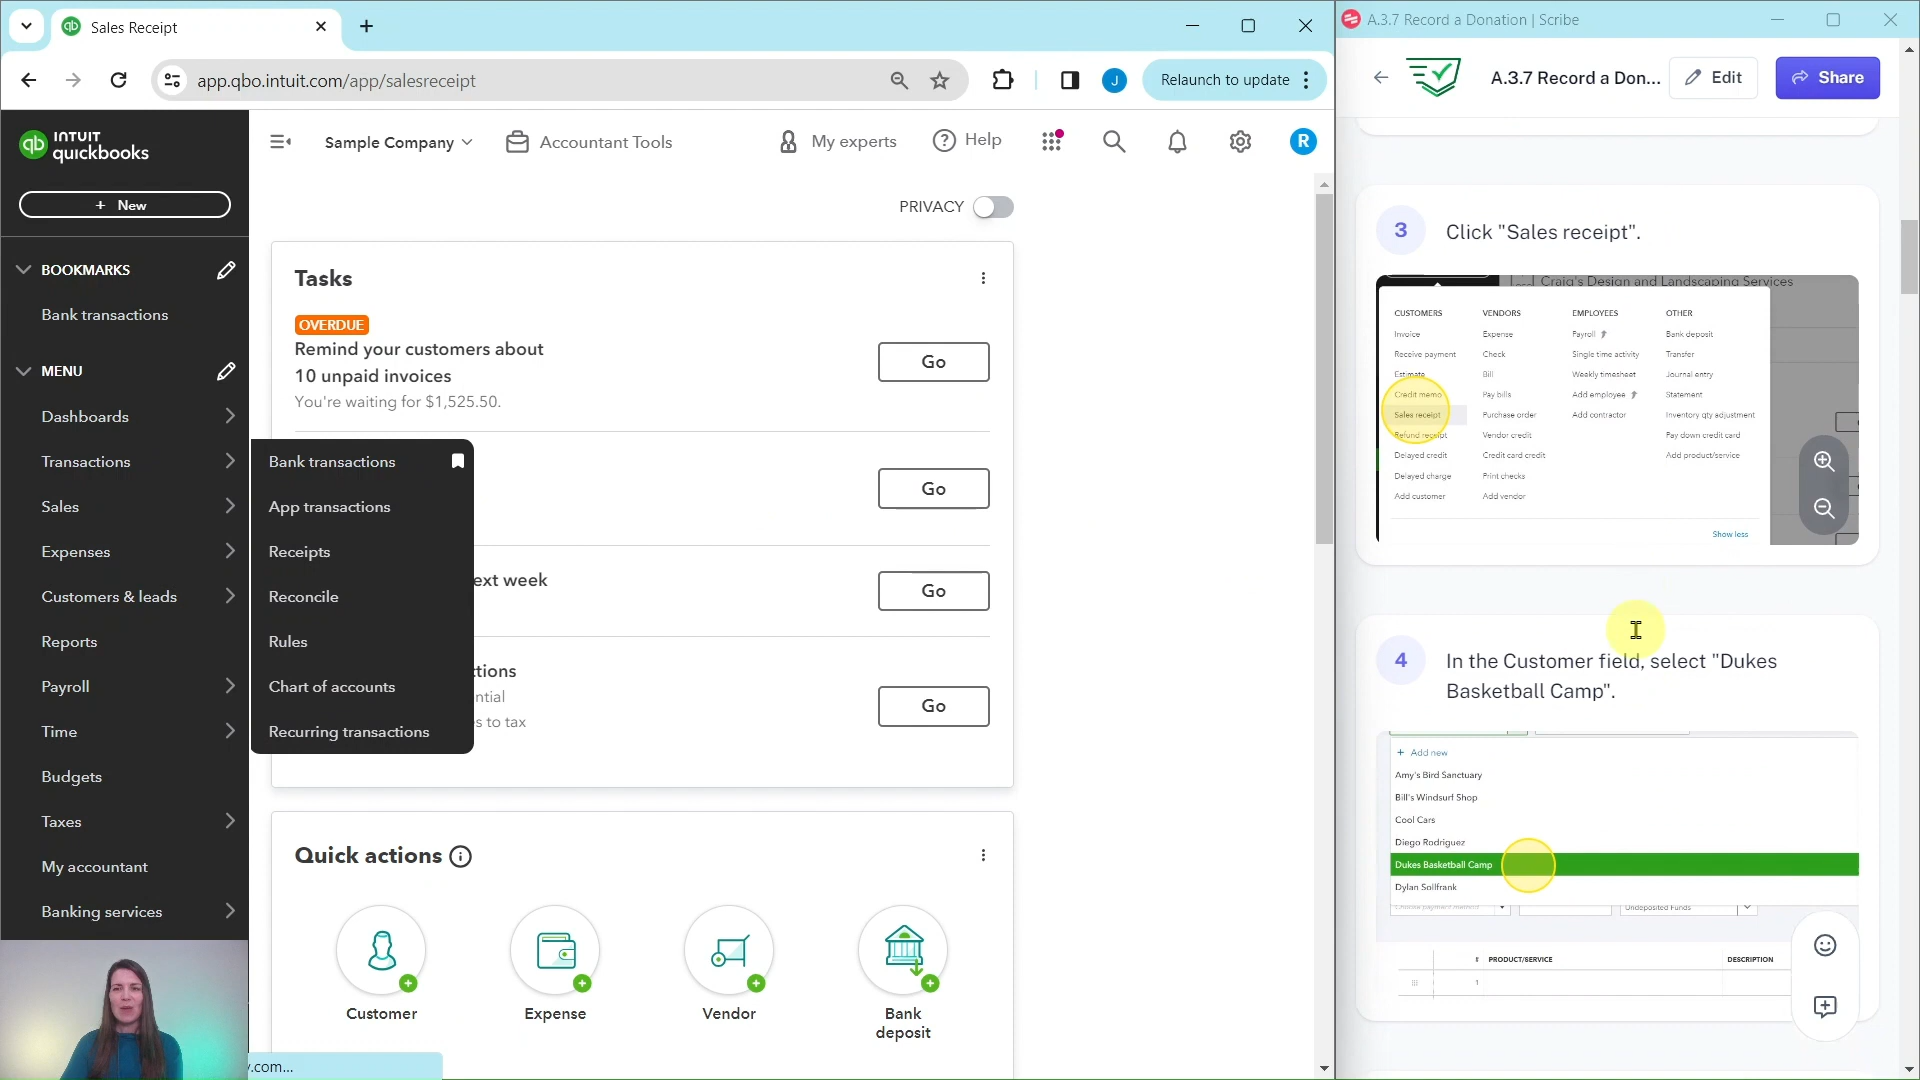 Sales Receipt
app.qbo.intuit.com/app/salesreceipt
J
Relaunch to update
INTUIT
quickbooks
qb
+ New
BOOKMARKS
Bank transactions
MENU
Dashboards
Transactions
Sales
Expenses
Customers & leads
Reports
Payroll
Time
Budgets
Taxes
My accountant
Banking services
Bank transactions
App transactions
Receipts
Reconcile
Rules
Chart of accounts
Recurring transactions
Sample Company
Accountant Tools
My experts
Help
R
PRIVACY
Tasks
OVERDUE
Remind your customers about
10 unpaid invoices
You're waiting for $1,525.50.
Go
Go
ext week
Go
ctions
ntial
s to tax
Go
Quick actions
Customer
Expense
Vendor
Bank
deposit
.com...
A.3.7 Record a Donation | Scribe
A.3.7 Record a Don...
Edit
Share
3
Click "Sales receipt".
Craig's Design and Landscaping Services
CUSTOMERS VENDORS EMPLOYEES OTHER
Invoice Expense Payroll Bank deposit
Receive payment Check Single time activity Transfer
Estimate Bill Weekly timesheet Journal entry
Credit memo Pay bills Add employee Statement
Sales receipt Purchase order Add contractor Inventory qty adjustment
Refund receipt Vendor credit Pay down credit card
Delayed credit Credit card credit Add product/service
Delayed charge Print checks
Add customer Add vendor
Show less
4
In the Customer field, select "Dukes
Basketball Camp".
+ Add new
Amy's Bird Sanctuary
Bill's Windsurf Shop
Cool Cars
Diego Rodriguez
Dukes Basketball Camp
Dylan Sollfrank
Choose payment method Undeposited Funds
# PRODUCT/SERVICE DESCRIPTION
1